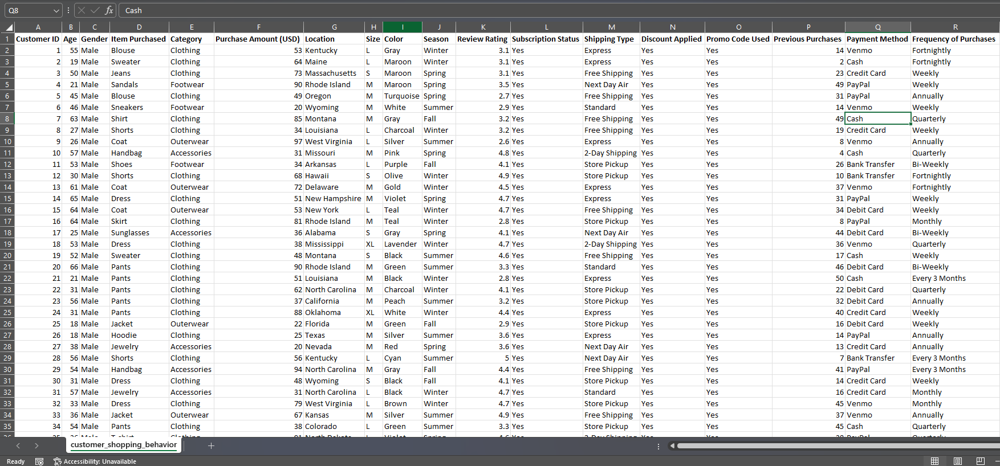 Q8 fx Cash
A B C D E F G H I J K L M N O P Q R
1 Customer ID Age Gender Item Purchased Category Purchase Amount (USD) Location Size Color Season Review Rating Subscription Status Shipping Type Discount Applied Promo Code Used Previous Purchases Payment Method Frequency of Purchases
2 1 55 Male Blouse Clothing 53 Kentucky L Gray Winter 3.1 Yes Express Yes Yes 14 Venmo Fortnightly
3 2 19 Male Sweater Clothing 64 Maine L Maroon Winter 3.1 Yes Express Yes Yes 2 Cash Fortnightly
4 3 50 Male Jeans Clothing 73 Massachusetts S Maroon Spring 3.1 Yes Free Shipping Yes Yes 23 Credit Card Weekly
5 4 21 Male Sandals Footwear 90 Rhode Island M Maroon Spring 3.5 Yes Next Day Air Yes Yes 49 PayPal Weekly
6 5 45 Male Blouse Clothing 49 Oregon M Turquoise Spring 2.7 Yes Free Shipping Yes Yes 31 PayPal Annually
7 6 46 Male Sneakers Footwear 20 Wyoming M White Summer 2.9 Yes Standard Yes Yes 14 Venmo Weekly
8 7 63 Male Shirt Clothing 85 Montana M Gray Fall 3.2 Yes Free Shipping Yes Yes 49 Cash Quarterly
9 8 27 Male Shorts Clothing 34 Louisiana L Charcoal Winter 3.2 Yes Free Shipping Yes Yes 19 Credit Card Weekly
10 9 26 Male Coat Outerwear 97 West Virginia L Silver Summer 2.6 Yes Express Yes Yes 8 Venmo Annually
11 10 57 Male Handbag Accessories 31 Missouri M Pink Spring 4.8 Yes 2-Day Shipping Yes Yes 4 Cash Quarterly
12 11 53 Male Shoes Footwear 34 Arkansas L Purple Fall 4.1 Yes Store Pickup Yes Yes 26 Bank Transfer Bi-Weekly
13 12 30 Male Shorts Clothing 68 Hawaii S Olive Winter 4.9 Yes Store Pickup Yes Yes 10 Bank Transfer Fortnightly
14 13 61 Male Coat Outerwear 72 Delaware M Gold Winter 4.5 Yes Express Yes Yes 37 Venmo Fortnightly
15 14 65 Male Dress Clothing 51 New Hampshire M Violet Spring 4.7 Yes Express Yes Yes 31 PayPal Weekly
16 15 64 Male Coat Outerwear 53 New York L Teal Winter 4.7 Yes Free Shipping Yes Yes 34 Debit Card Weekly
17 16 64 Male Skirt Clothing 81 Rhode Island M Teal Winter 2.8 Yes Store Pickup Yes Yes 8 PayPal Monthly
18 17 25 Male Sunglasses Accessories 36 Alabama S Gray Spring 4.1 Yes Next Day Air Yes Yes 44 Debit Card Bi-Weekly
19 18 53 Male Dress Clothing 38 Mississippi XL Lavender Winter 4.7 Yes 2-Day Shipping Yes Yes 36 Venmo Quarterly
20 19 52 Male Sweater Clothing 48 Montana S Black Summer 4.6 Yes Free Shipping Yes Yes 17 Cash Weekly
21 20 66 Male Pants Clothing 90 Rhode Island M Green Summer 3.3 Yes Standard Yes Yes 46 Debit Card Bi-Weekly
22 21 21 Male Pants Clothing 51 Louisiana M Black Winter 2.8 Yes Express Yes Yes 50 Cash Every 3 Months
23 22 31 Male Pants Clothing 62 North Carolina M Charcoal Winter 4.1 Yes Store Pickup Yes Yes 22 Debit Card Quarterly
24 23 56 Male Pants Clothing 37 California M Peach Summer 3.2 Yes Store Pickup Yes Yes 32 Debit Card Annually
25 24 31 Male Pants Clothing 88 Oklahoma XL White Winter 4.4 Yes Express Yes Yes 40 Credit Card Weekly
26 25 18 Male Jacket Outerwear 22 Florida M Green Fall 2.9 Yes Store Pickup Yes Yes 16 Debit Card Weekly
27 26 18 Male Hoodie Clothing 25 Texas M Silver Summer 3.6 Yes Express Yes Yes 14 PayPal Annually
28 27 38 Male Jewelry Accessories 20 Nevada M Red Spring 3.6 Yes Next Day Air Yes Yes 13 Credit Card Annually
29 28 56 Male Shorts Clothing 56 Kentucky L Cyan Summer 5 Yes Next Day Air Yes Yes 7 Bank Transfer Every 3 Months
30 29 54 Male Handbag Accessories 94 North Carolina M Gray Fall 4.4 Yes Free Shipping Yes Yes 41 PayPal Every 3 Months
31 30 31 Male Dress Clothing 48 Wyoming S Black Fall 4.1 Yes Store Pickup Yes Yes 14 Credit Card Weekly
32 31 57 Male Jewelry Accessories 31 North Carolina L Black Winter 4.7 Yes Standard Yes Yes 16 Credit Card Monthly
33 32 33 Male Dress Clothing 79 West Virginia L Brown Winter 4.7 Yes Store Pickup Yes Yes 45 Venmo Monthly
34 33 36 Male Jacket Outerwear 67 Kansas M Silver Summer 4.9 Yes Free Shipping Yes Yes 37 Venmo Annually
35 34 54 Male Pants Clothing 38 Colorado L Green Summer 3.3 Yes Store Pickup Yes Yes 45 Cash Quarterly
customer_shopping_behavior
Ready Accessibility: Unavailable